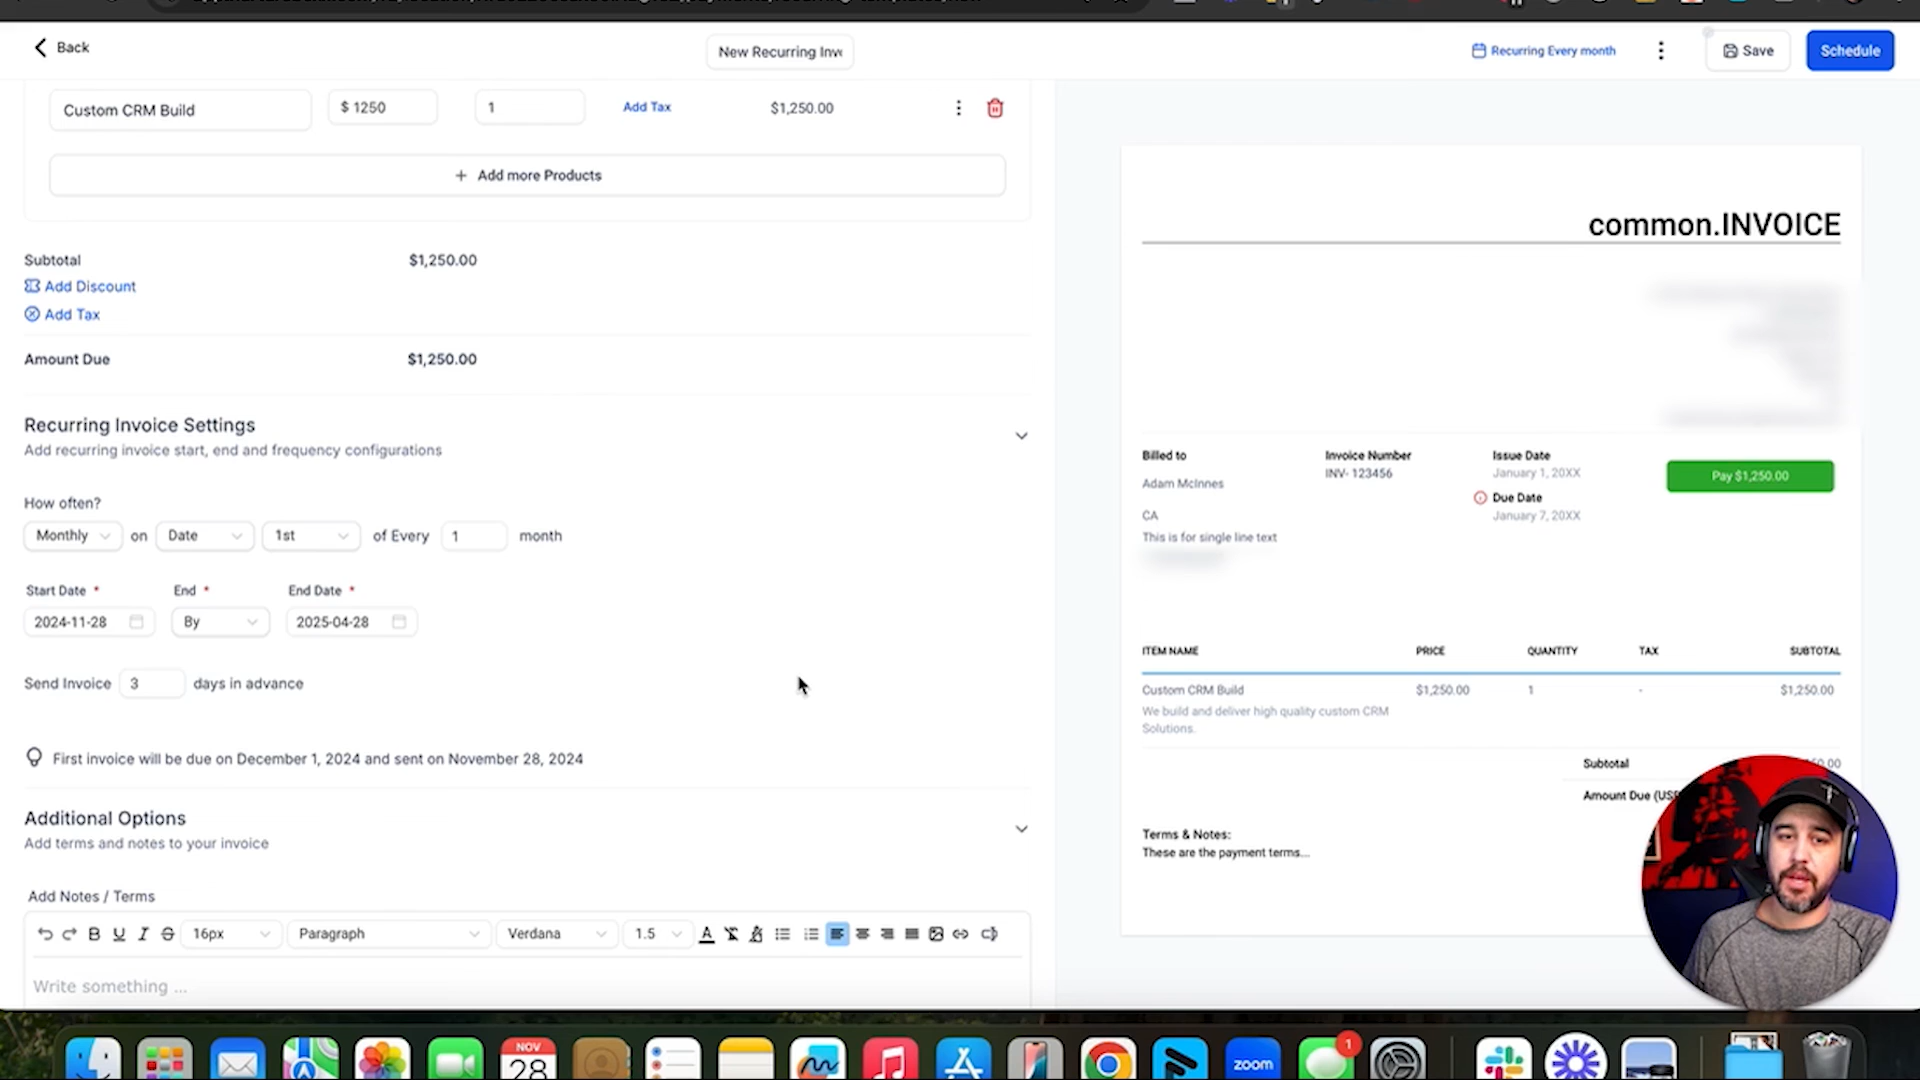 Back
New Recurring Inv
Recurring Every month
Save
Schedule
Custom CRM Build
$ 1250
1
Add Tax
$1,250.00
+ Add more Products
Subtotal
$1,250.00
Add Discount
Add Tax
Amount Due
$1,250.00
Recurring Invoice Settings
Add recurring invoice start, end and frequency configurations
How often?
Monthly on Date 1st of Every 1 month
Start Date * End * End Date *
2024-11-28 By 2025-04-28
Send Invoice 3 days in advance
First invoice will be due on December 1, 2024 and sent on November 28, 2024
Additional Options
Add terms and notes to your invoice
Add Notes / Terms
16px Paragraph Verdana 1.5
Write something ...
common.INVOICE
Billed to
Adam McInnes
CA
This is for single line text
Invoice Number
INV- 123456
Issue Date
January 1, 20XX
Due Date
January 7, 20XX
Pay $1,250.00
ITEM NAME PRICE QUANTITY TAX SUBTOTAL
Custom CRM Build $1,250.00 1 - $1,250.00
We build and deliver high quality custom CRM
Solutions.
Subtotal
Amount Due
Terms & Notes:
These are the payment terms...
NOV
28
zoom
1